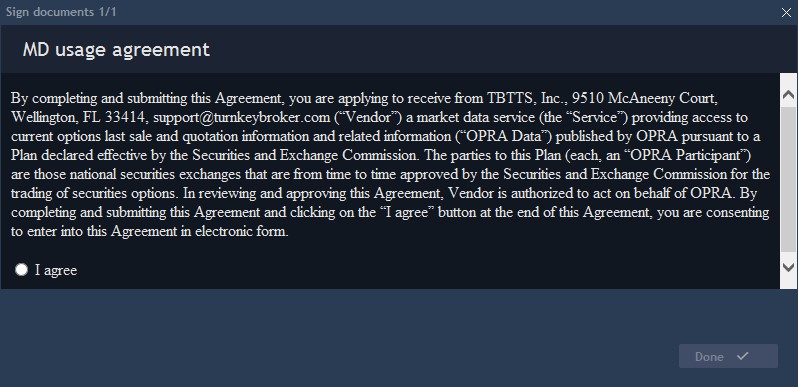 Sign documents 1/1
MD usage agreement
By completing and submitting this Agreement, you are applying to receive from TBTTS, Inc., 9510 McAneeny Court,
Wellington, FL 33414, support@turnkeybroker.com (“Vendor”) a market data service (the “Service”) providing access to
current options last sale and quotation information and related information (“OPRA Data”) published by OPRA pursuant to a
Plan declared effective by the Securities and Exchange Commission. The parties to this Plan (each, an “OPRA Participant”)
are those national securities exchanges that are from time to time approved by the Securities and Exchange Commission for the
trading of securities options. In reviewing and approving this Agreement, Vendor is authorized to act on behalf of OPRA. By
completing and submitting this Agreement and clicking on the “I agree” button at the end of this Agreement, you are consenting
to enter into this Agreement in electronic form.
I agree
Done